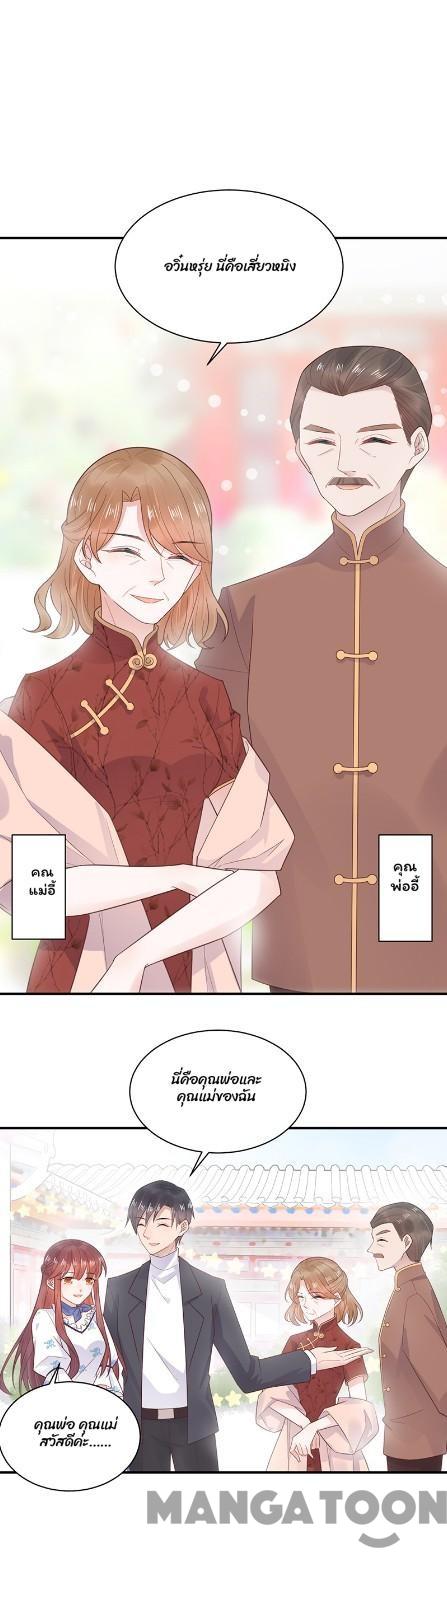 อวิ๋นหรุ่ย นี่คือเสี่ยวหนิง
คุณ
แม่อี้
คุณ
พ่ออี้
นี่คือคุณพ่อและ
คุณแม่ของฉัน
คุณพ่อ คุณแม่
สวัสดีค่ะ......
MANGATOON